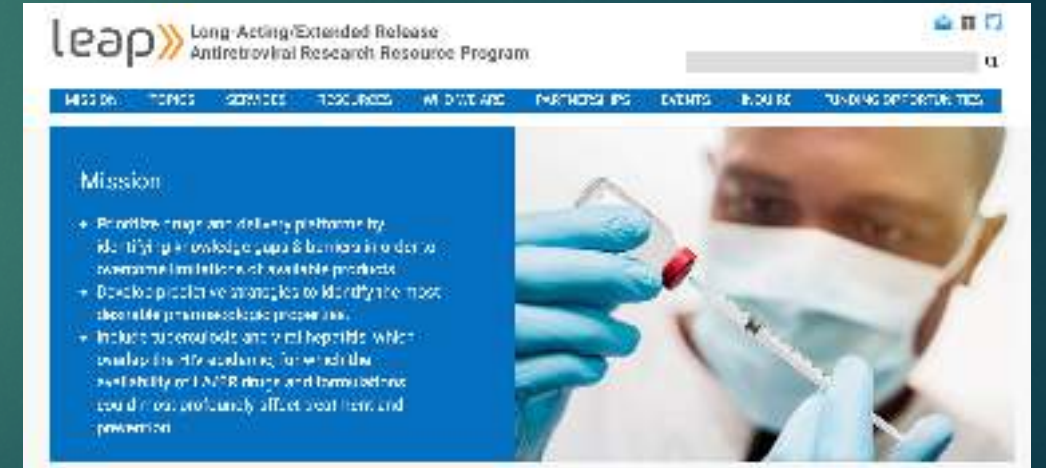 leap» Long-Acting/Extended Release
Antiretroviral Research Resource Program
MISSION TOPICS SERVICES RESOURCES WHO WE ARE PARTNERSHIPS EVENTS INQUIRE FUNDING OPPORTUNITIES
Mission
Prioritize drugs and delivery platforms by
identifying knowledge gaps & barriers in order to
overcome limitations of available products
Develop predictive strategies to identify the most
desirable pharmacologic properties.
Include tuberculosis and viral hepatitis, which
overlap the HIV epidemic, for which the
availability of LA/ER drugs and formulations
could most profoundly affect treatment and
prevention